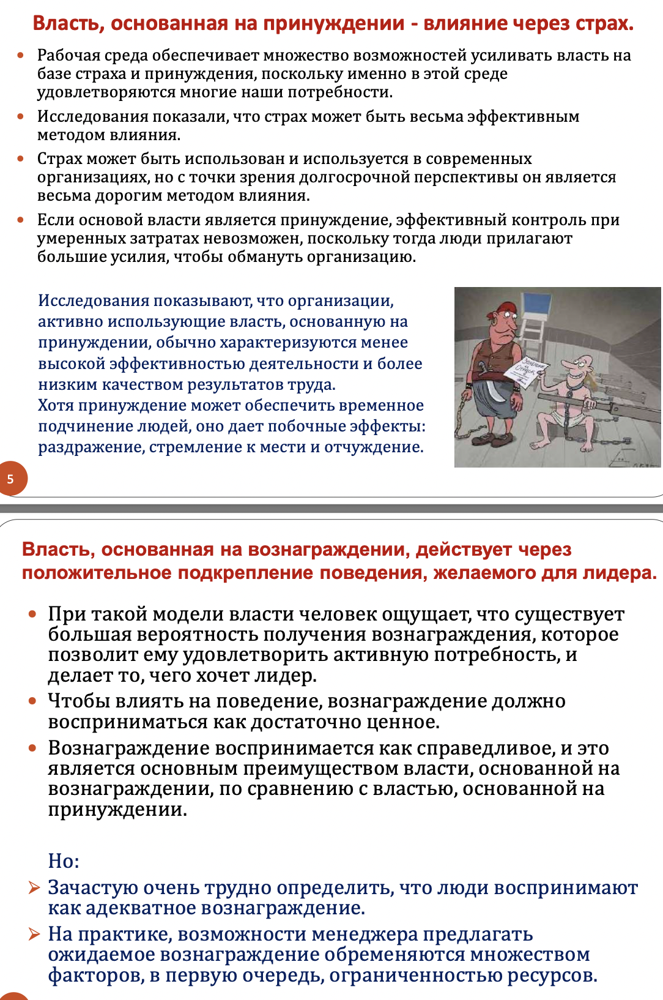 Власть, основанная на принуждении - влияние через страх.
• Рабочая среда обеспечивает множество возможностей усиливать власть на
базе страха и принуждения, поскольку именно в этой среде
удовлетворяются многие наши потребности.
• Исследования показали, что страх может быть весьма эффективным
методом влияния.
• Страх может быть использован и используется в современных
организациях, но с точки зрения долгосрочной перспективы он является
весьма дорогим методом влияния.
• Если основой власти является принуждение, эффективный контроль при
умеренных затратах невозможен, поскольку тогда люди прилагают
большие усилия, чтобы обмануть организацию.
Исследования показывают, что организации,
активно использующие власть, основанную на
принуждении, обычно характеризуются менее
высокой эффективностью деятельности и более
низким качеством результатов труда.
Хотя принуждение может обеспечить временное
подчинение людей, оно дает побочные эффекты:
раздражение, стремление к мести и отчуждение.
5
Власть, основанная на вознаграждении, действует через
положительное подкрепление поведения, желаемого для лидера.
• При такой модели власти человек ощущает, что существует
большая вероятность получения вознаграждения, которое
позволит ему удовлетворить активную потребность, и
делает то, чего хочет лидер.
• Чтобы влиять на поведение, вознаграждение должно
восприниматься как достаточно ценное.
• Вознаграждение воспринимается как справедливое, и это
является основным преимуществом власти, основанной на
вознаграждении, по сравнению с властью, основанной на
принуждении.
Но:
➢ Зачастую очень трудно определить, что люди воспринимают
как адекватное вознаграждение.
➢ На практике, возможности менеджера предлагать
ожидаемое вознаграждение обременяются множеством
факторов, в первую очередь, ограниченностью ресурсов.